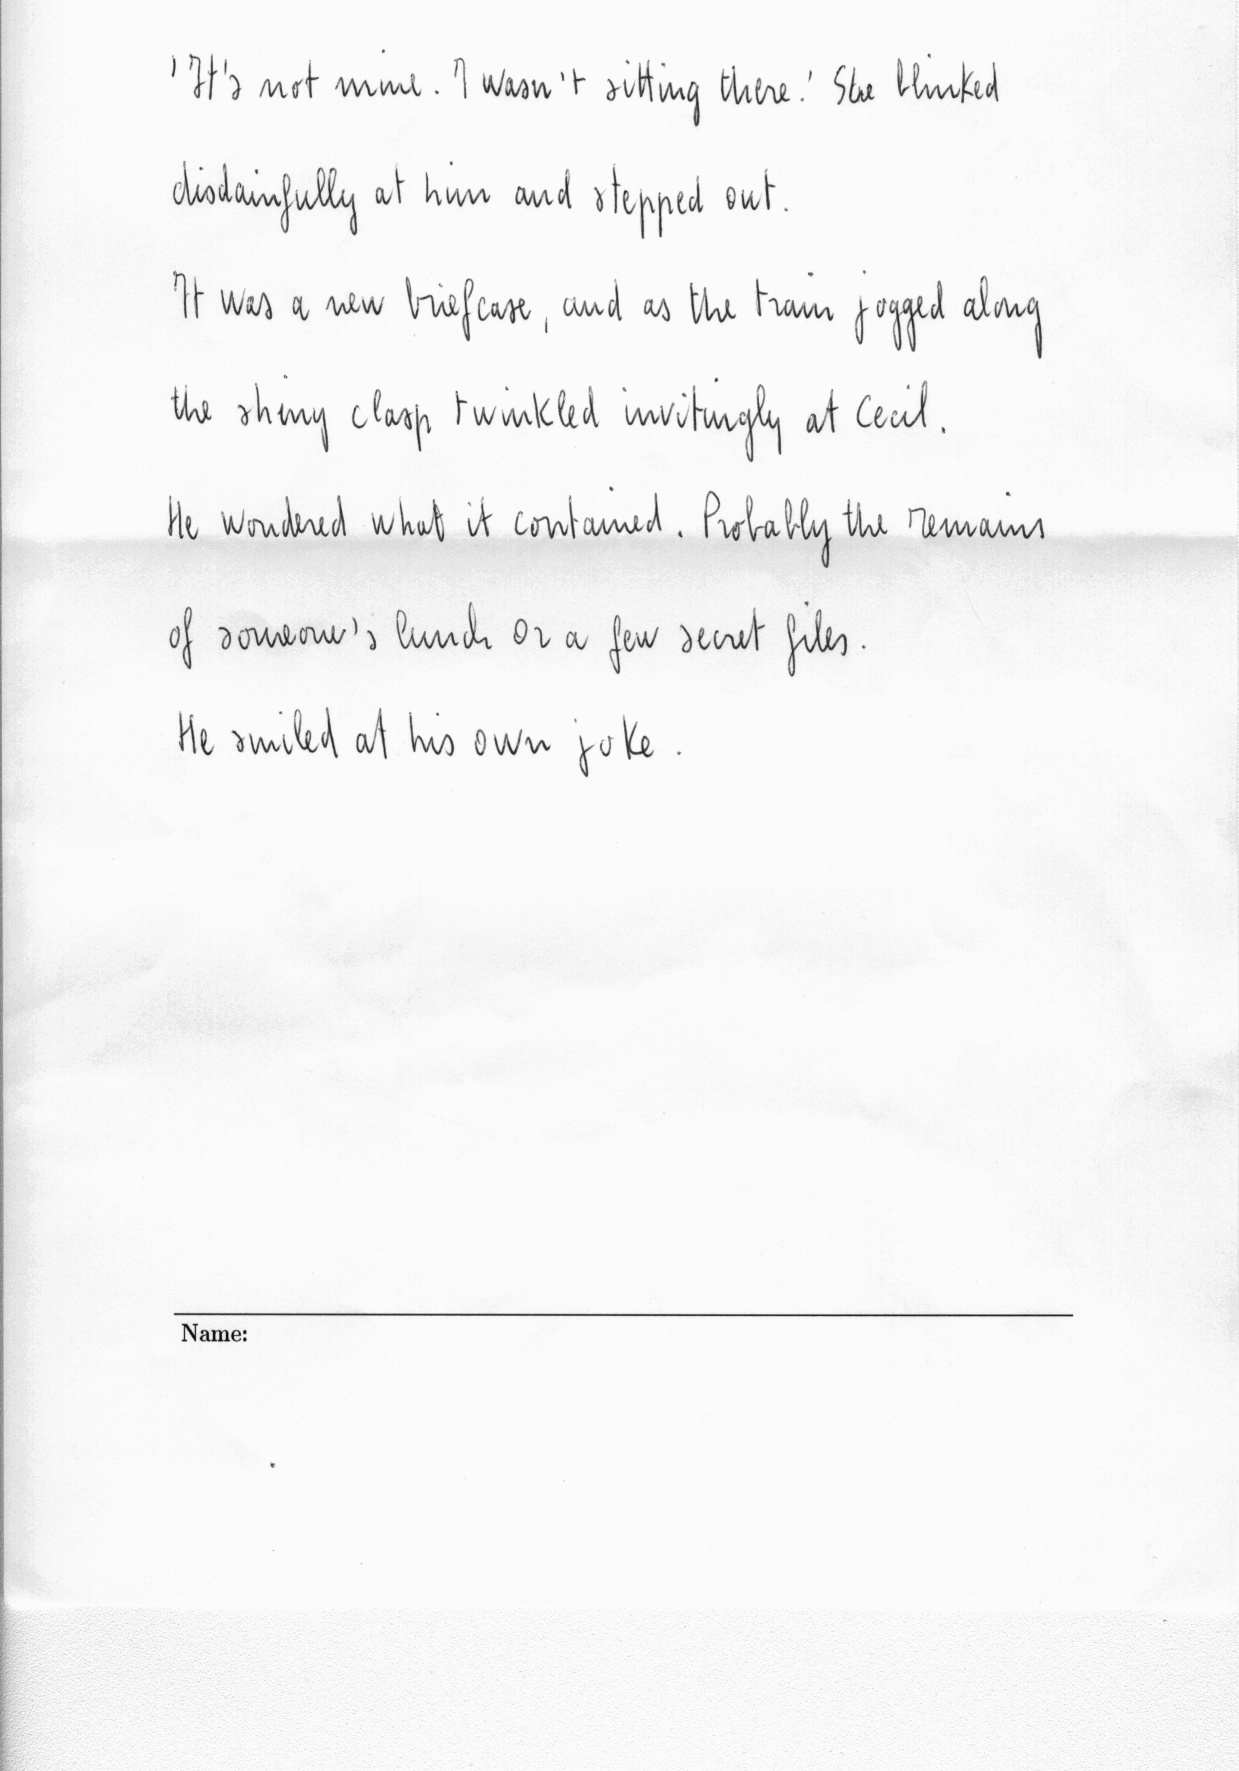 'It's not mine. I wasn't sitting there.' She blinked
disdainfully at him and stepped out.
It was a new briefcase, and as the train jogged along
the shiny clasp twinkled invitingly at Cecil.
He wondered what it contained. Probably the remains
of someone's lunch or a few secret files.
He smiled at his own joke.
Name: